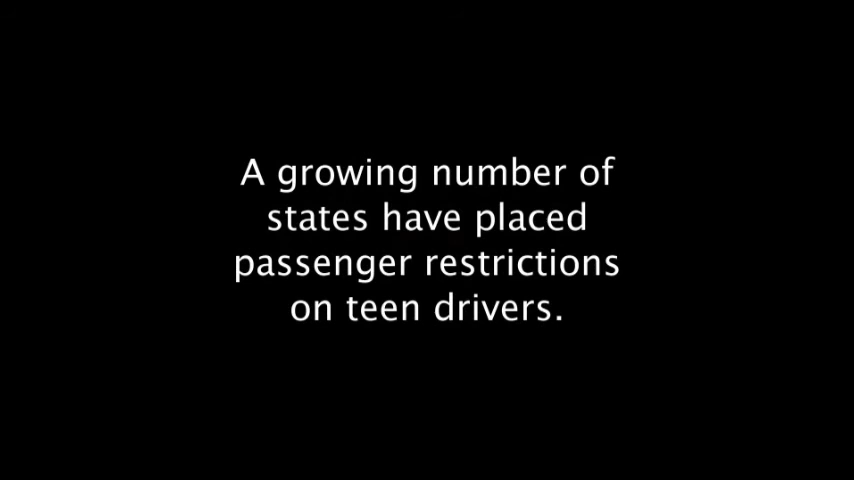 A growing number of
states have placed
passenger restrictions
on teen drivers.